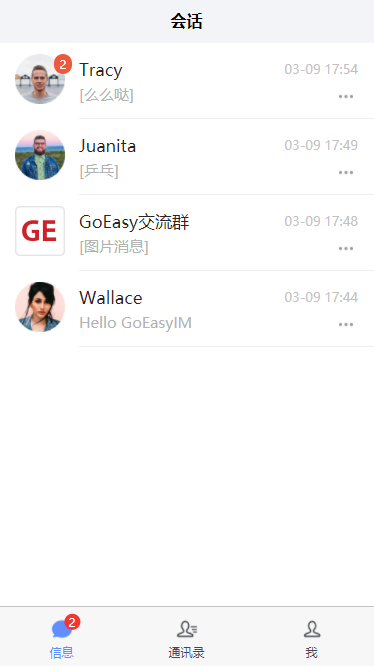 会话
2
Tracy 03-09 17:54
[么么哒]
Juanita 03-09 17:49
[乒乓]
GE
GoEasy交流群 03-09 17:48
[图片消息]
Wallace 03-09 17:44
Hello GoEasyIM
2
信息 通讯录 我